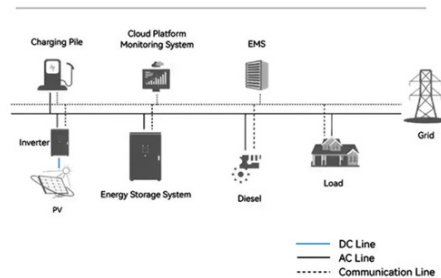 Charging Pile
Cloud Platform
Monitoring System
EMS
Inverter
Grid
PV
Energy Storage System
Diesel
Load
DC Line
AC Line
Communication Line